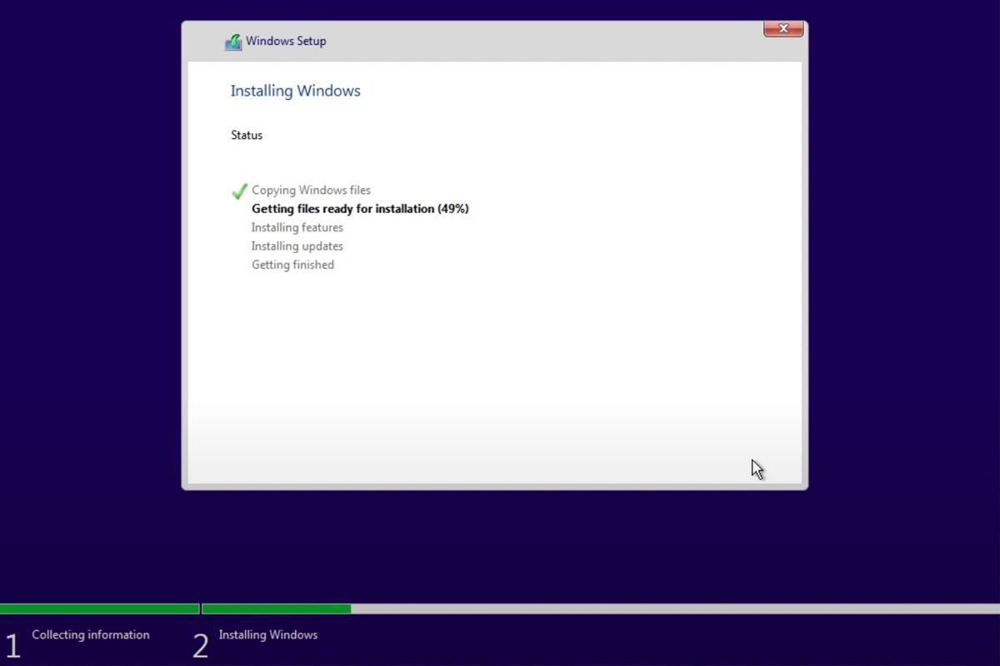 Windows Setup
Installing Windows
Status
Copying Windows files
Getting files ready for installation (49%)
Installing features
Installing updates
Getting finished
1 Collecting information
2 Installing Windows